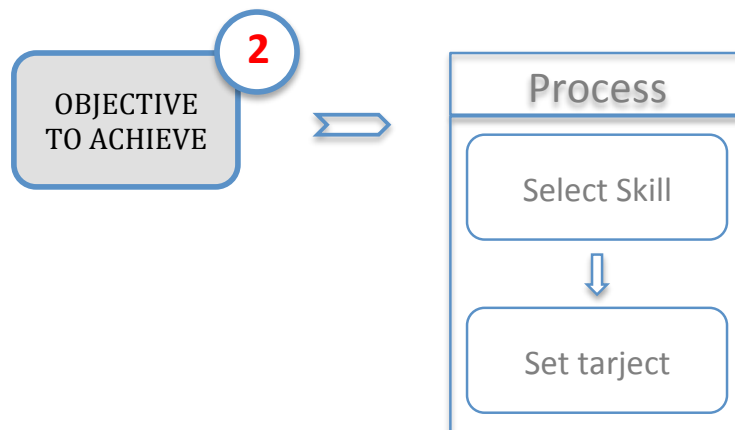 2
OBJECTIVE
TO ACHIEVE
Process
Select Skill
Set tarject